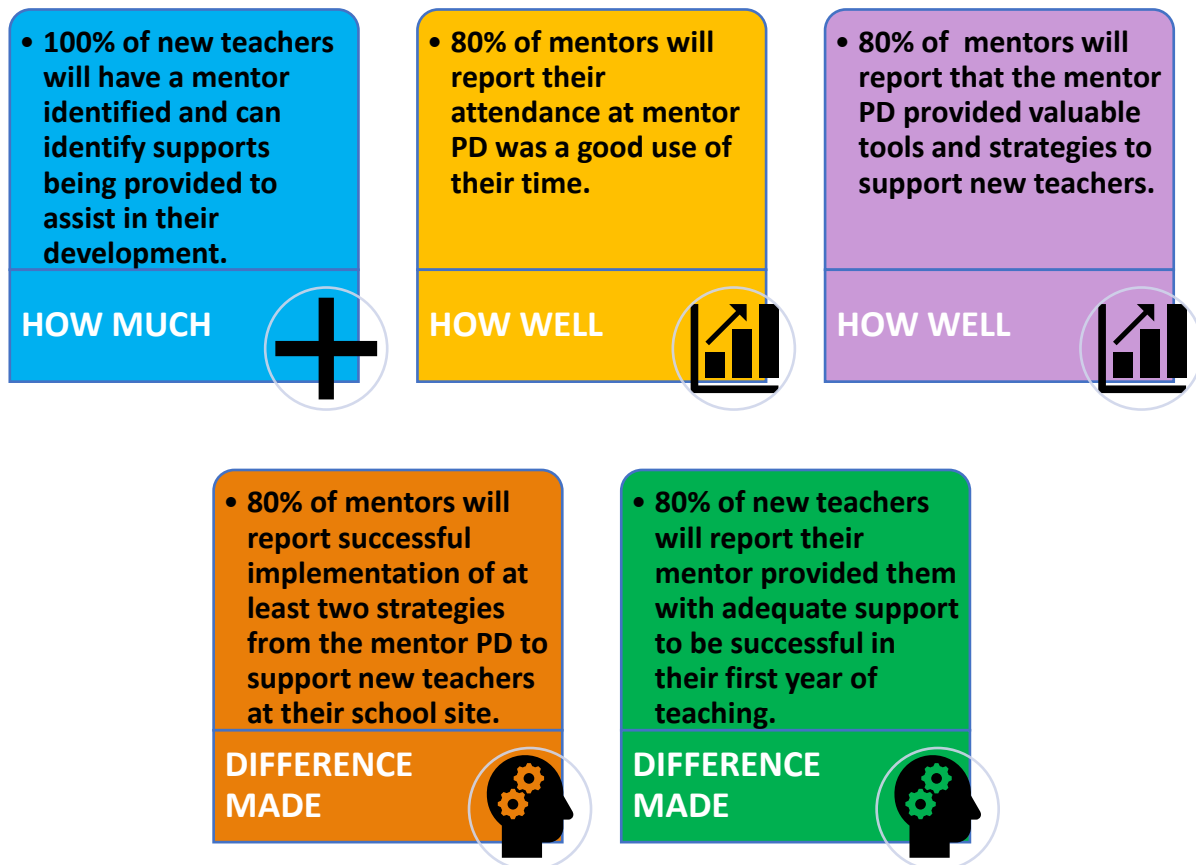 • 100% of new teachers
will have a mentor
identified and can
identify supports
being provided to
assist in their
development.
HOW MUCH
• 80% of mentors will
report their
attendance at mentor
PD was a good use of
their time.
HOW WELL
• 80% of  mentors will
report that the mentor
PD provided valuable
tools and strategies to
support new teachers.
HOW WELL
• 80% of mentors will
report successful
implementation of at
least two strategies
from the mentor PD to
support new teachers
at their school site.
DIFFERENCE
MADE
• 80% of new teachers
will report their
mentor provided them
with adequate support
to be successful in
their first year of
teaching.
DIFFERENCE
MADE